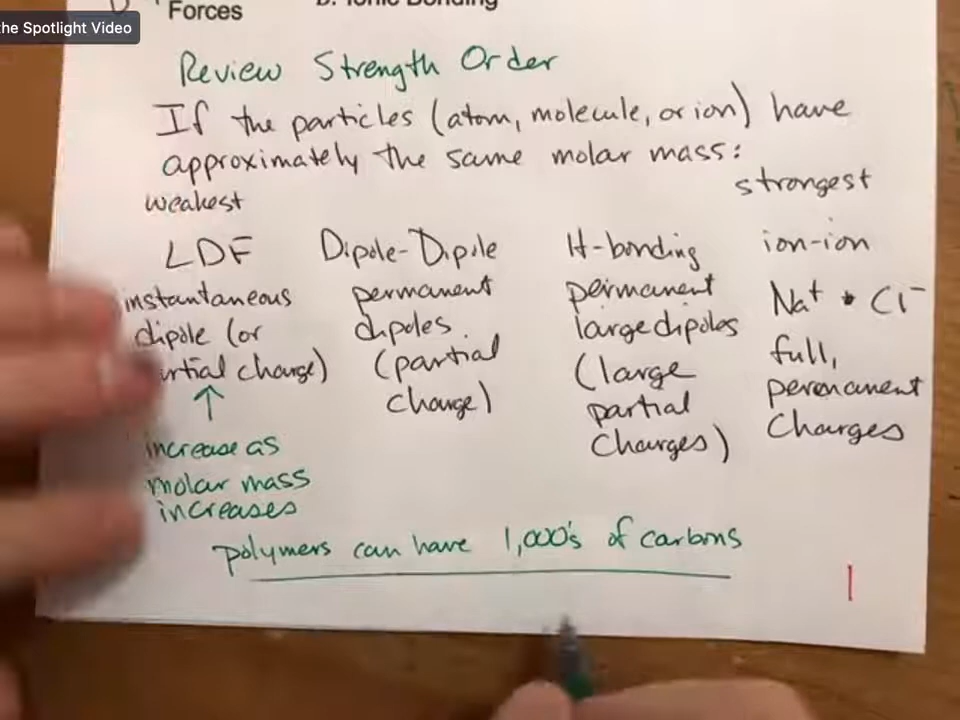 the Spotlight Video
Forces
Review Strength Order
If the particles (atom, molecule, or ion) have
approximately the same molar mass:
weakest
strongest
LDF
instantaneous
dipole (or
artial charge)
increase as
molar mass
increases
Dipole-Dipole
permanent
dipoles
(partial
charge)
H-bonding
permanent
large dipoles
(large
partial
charges)
ion-ion
Na⁺ • Cl⁻
full,
permanent
charges
polymers can have 1,000's of carbons